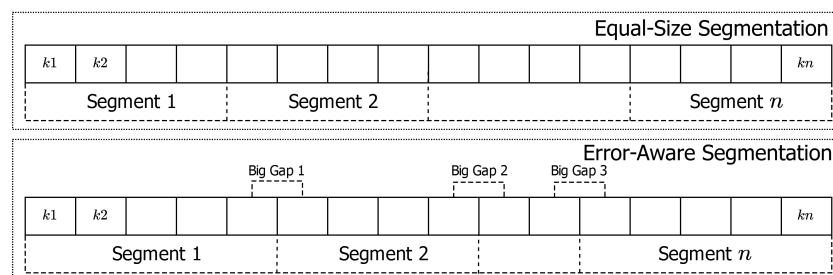 Equal-Size Segmentation
k1 k2 kn
Segment 1 Segment 2 Segment n
Error-Aware Segmentation
Big Gap 1 Big Gap 2 Big Gap 3
k1 k2 kn
Segment 1 Segment 2 Segment n